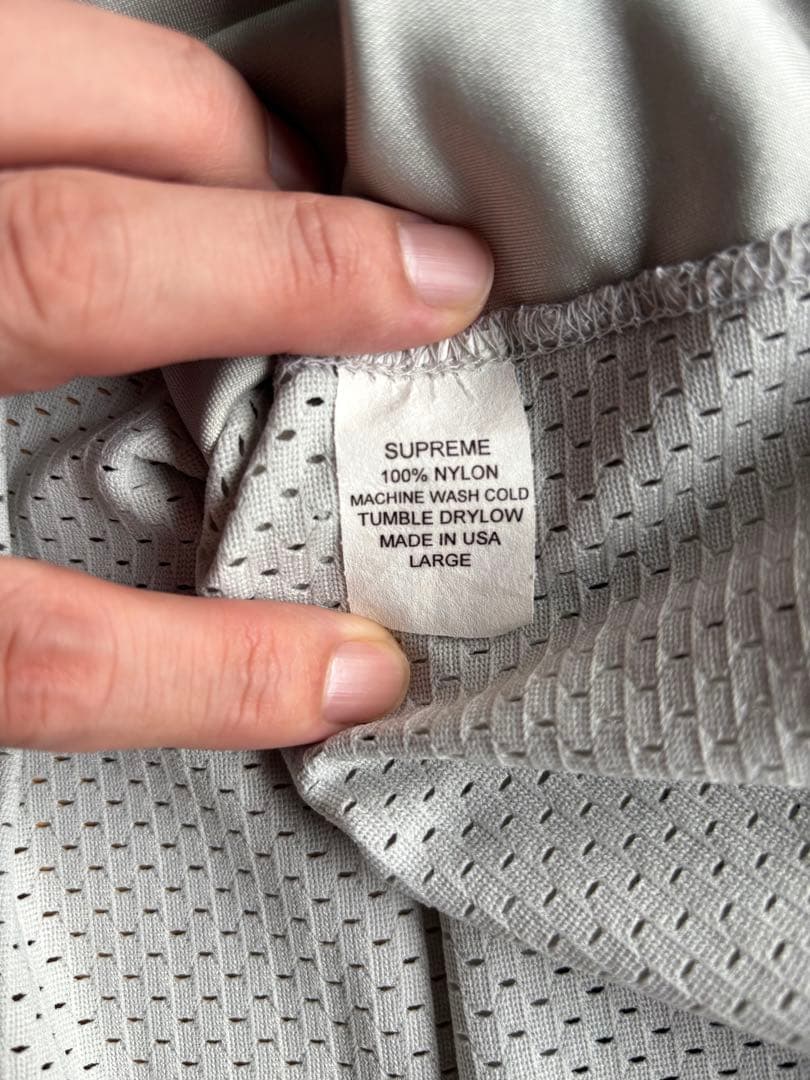 SUPREME
100% NYLON
MACHINE WASH COLD
TUMBLE DRYLOW
MADE IN USA
LARGE